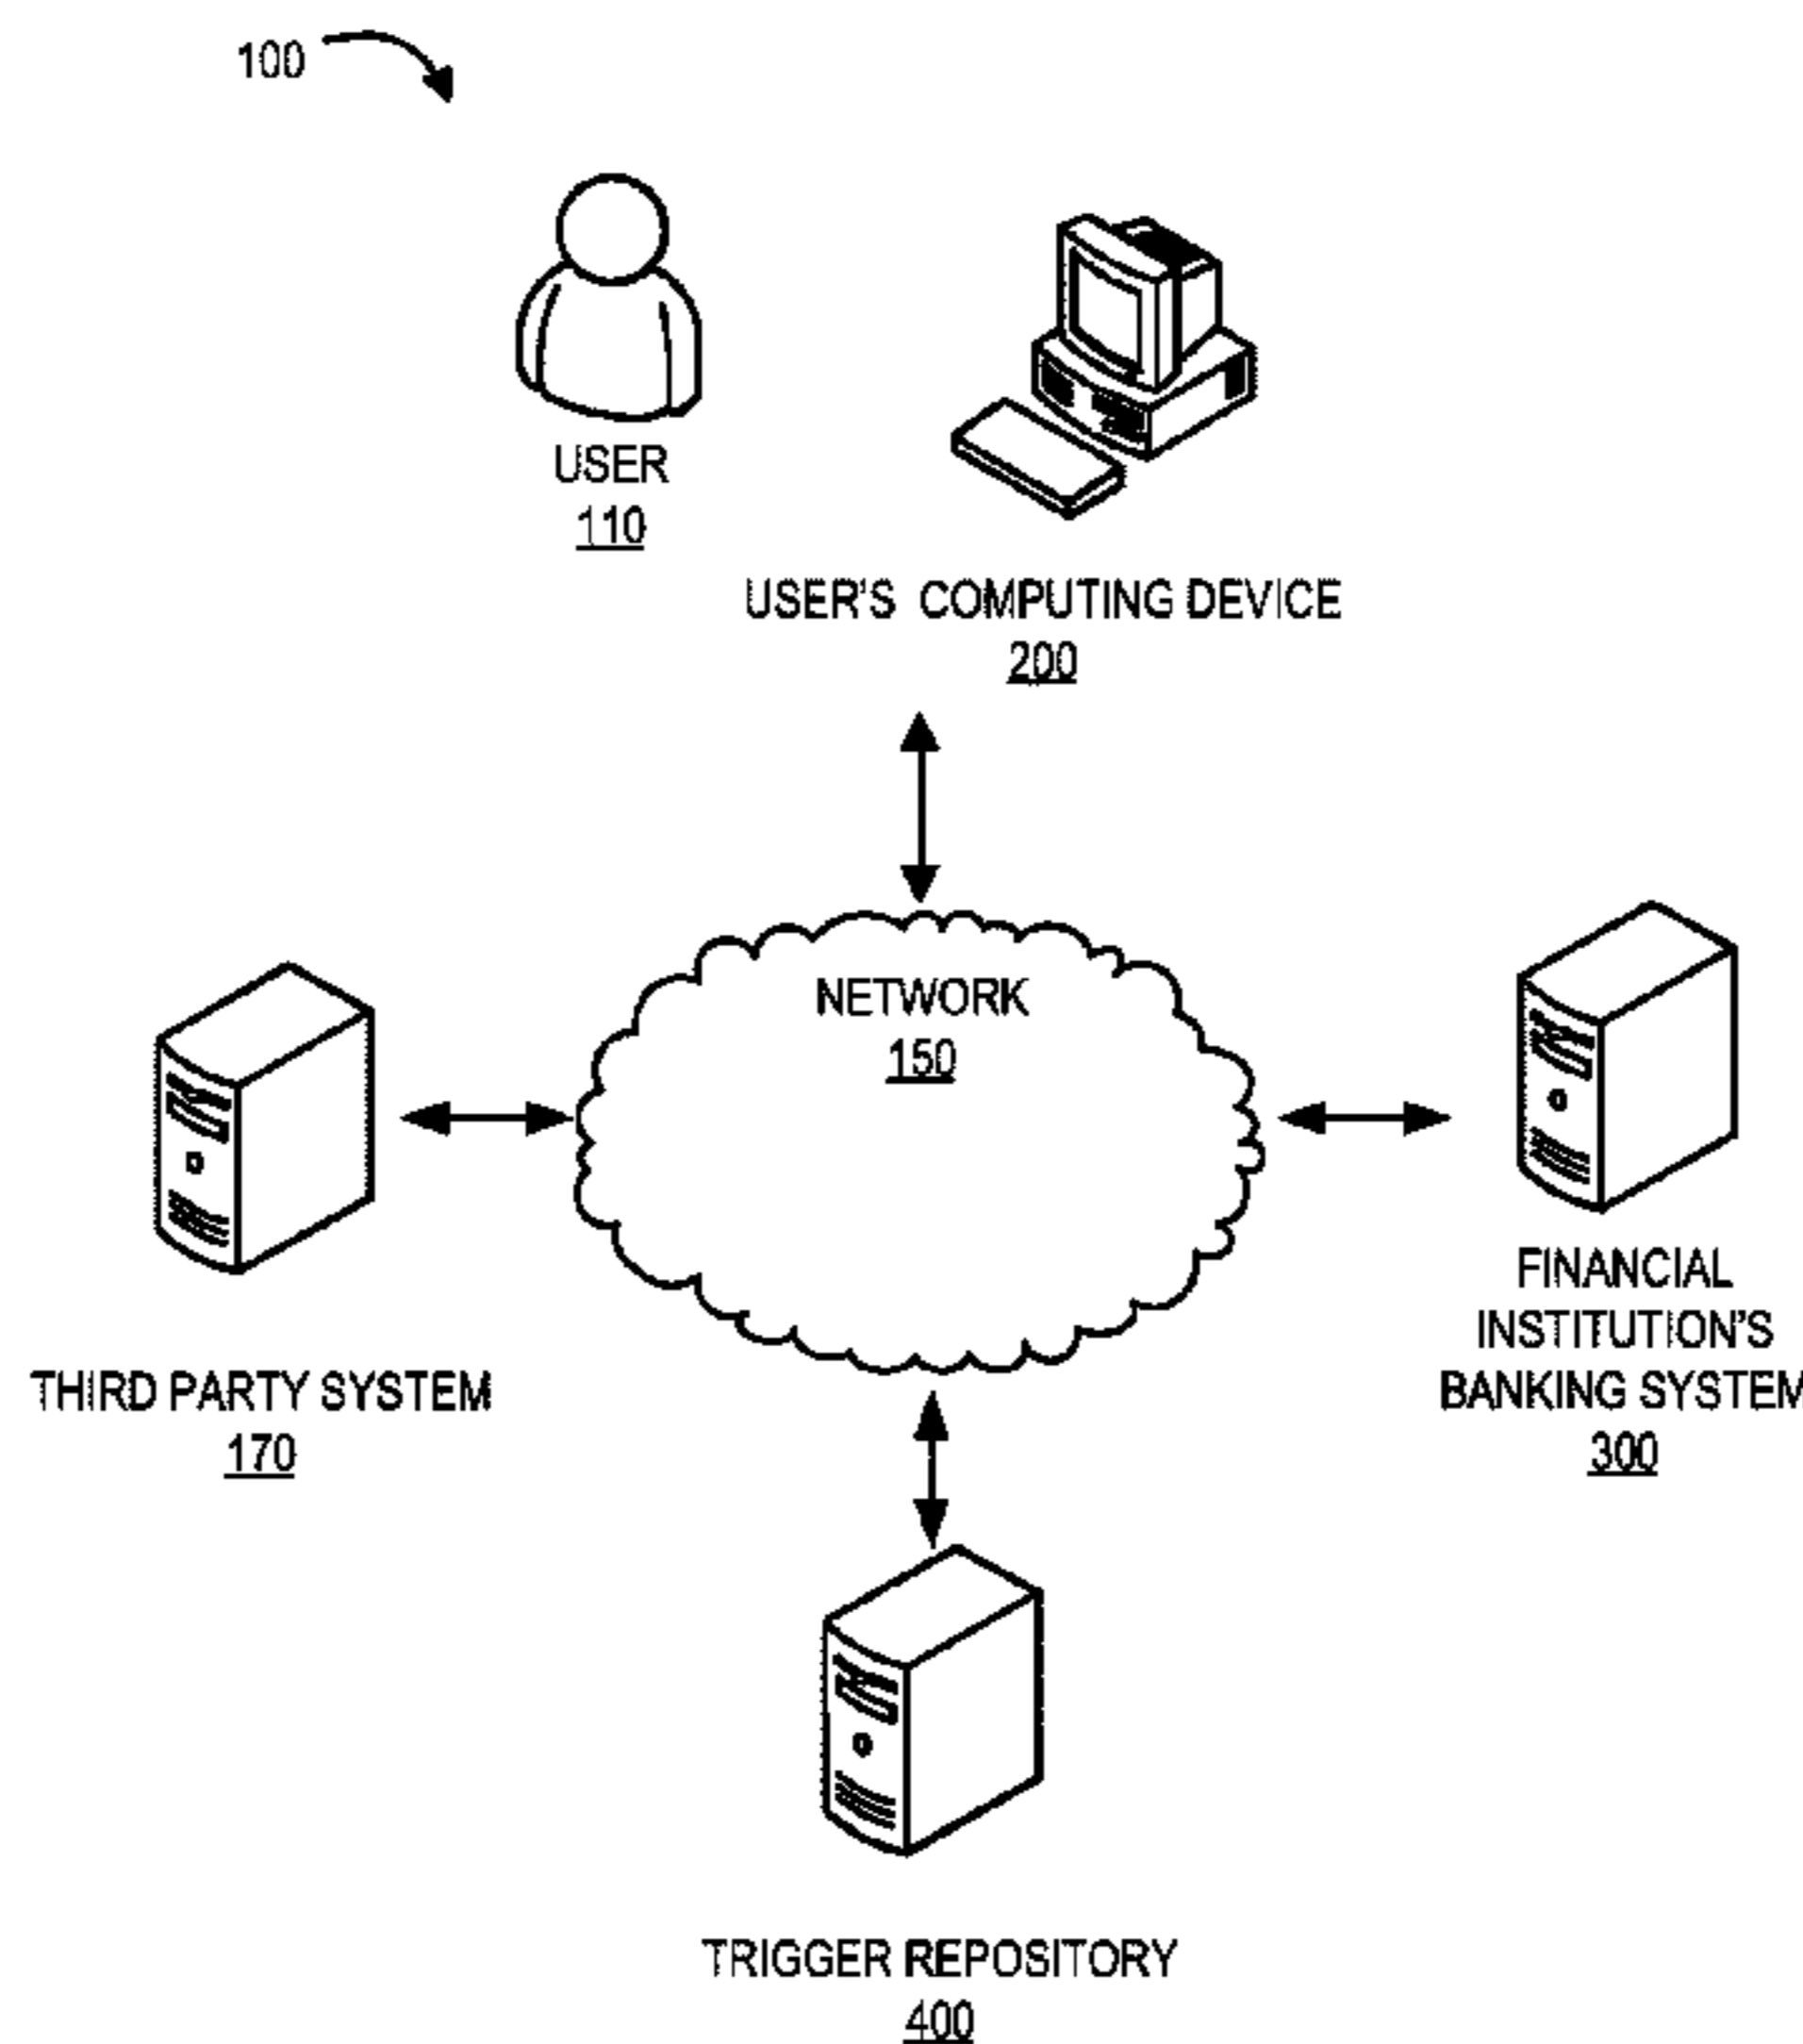 100
USER
110
USER'S COMPUTING DEVICE
200
NETWORK
150
THIRD PARTY SYSTEM
170
FINANCIAL
INSTITUTION'S
BANKING SYSTEM
300
TRIGGER REPOSITORY
400